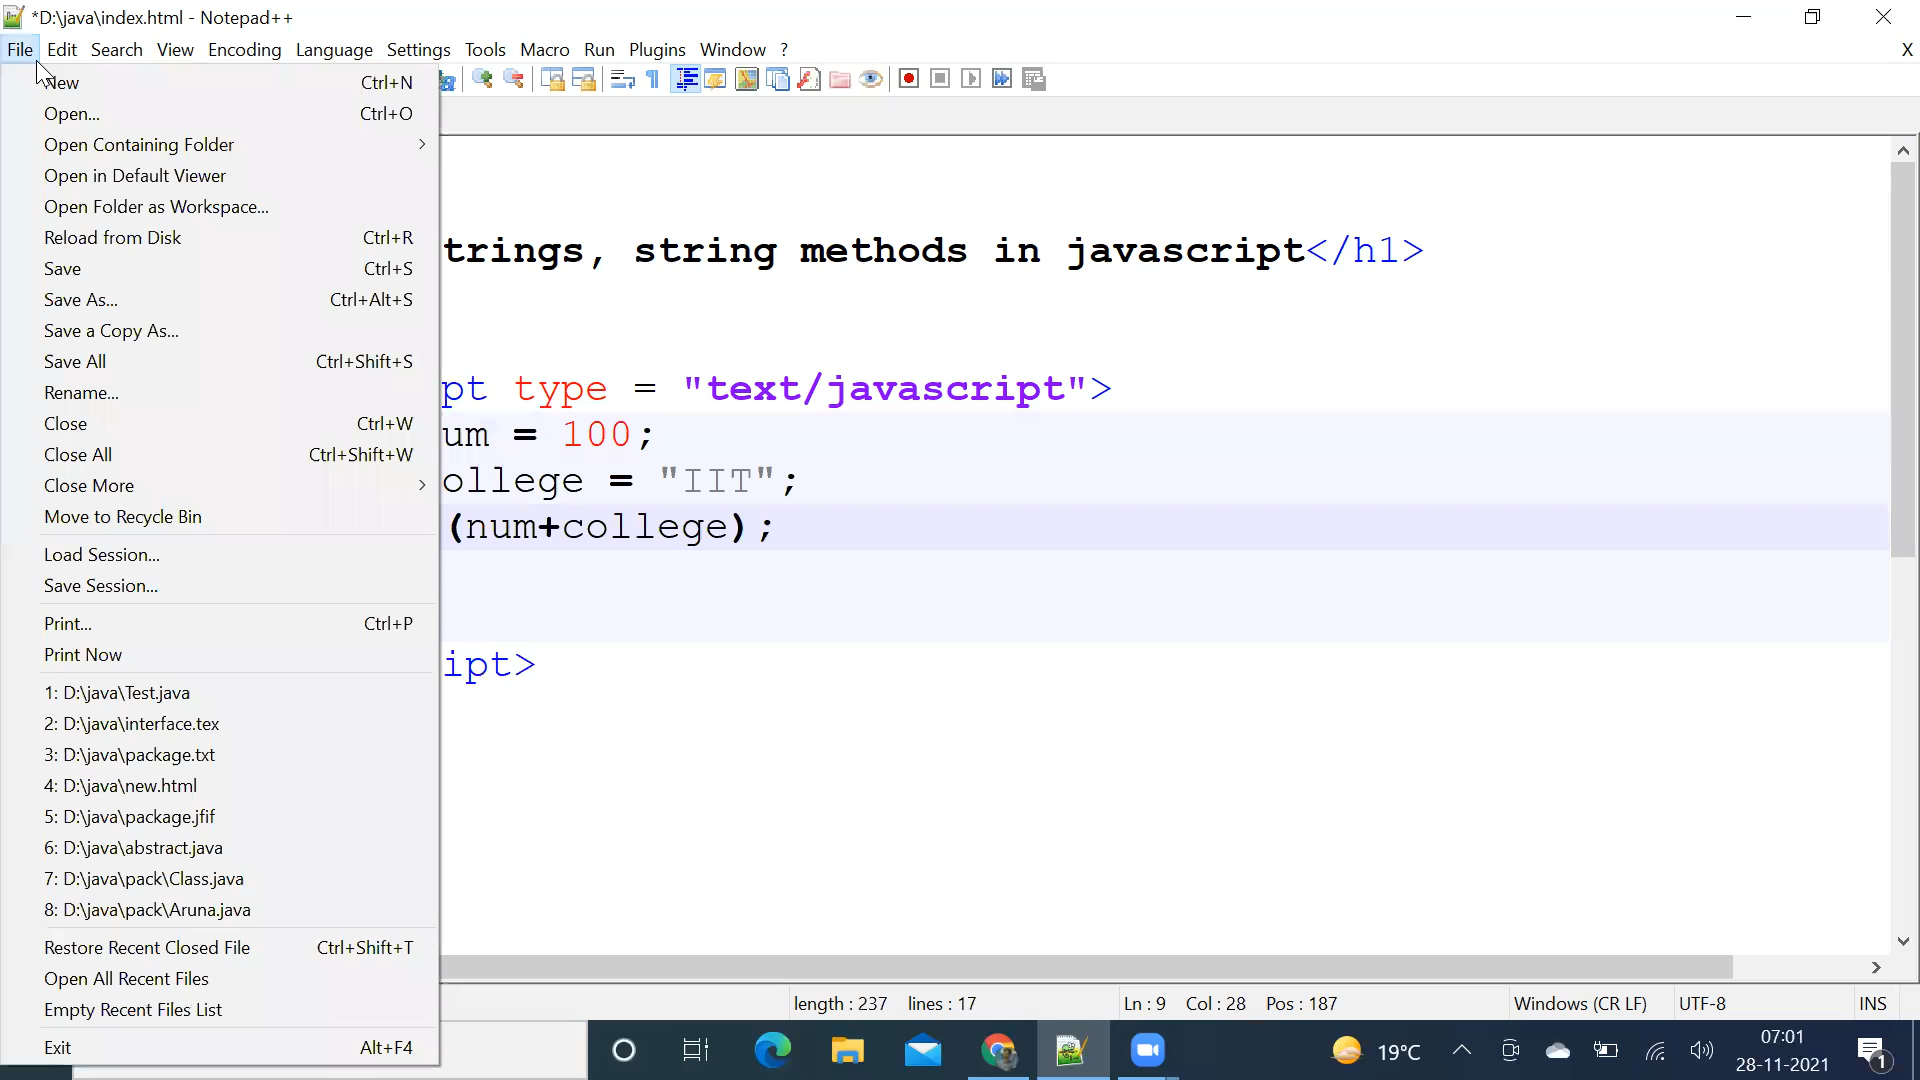 *D:\java\index.html - Notepad++
File Edit Search View Encoding Language Settings Tools Macro Run Plugins Window ? X
New Ctrl+N
Open... Ctrl+O
Open Containing Folder
Open in Default Viewer
Open Folder as Workspace...
Reload from Disk Ctrl+R
Save Ctrl+S
Save As... Ctrl+Alt+S
Save a Copy As...
Save All Ctrl+Shift+S
Rename...
Close Ctrl+W
Close All Ctrl+Shift+W
Close More
Move to Recycle Bin
Load Session...
Save Session...
Print... Ctrl+P
Print Now
1: D:\java\Test.java
2: D:\java\interface.tex
3: D:\java\package.txt
4: D:\java\new.html
5: D:\java\package.jfif
6: D:\java\abstract.java
7: D:\java\pack\Class.java
8: D:\java\pack\Aruna.java
Restore Recent Closed File Ctrl+Shift+T
Open All Recent Files
Empty Recent Files List
Exit Alt+F4
trings, string methods in javascript</h1>
pt type = "text/javascript">
um = 100;
ollege = "IIT";
(num+college);
ipt>
length : 237 lines : 17 Ln : 9 Col : 28 Pos : 187 Windows (CR LF) UTF-8 INS
19°C 07:01
28-11-2021
1